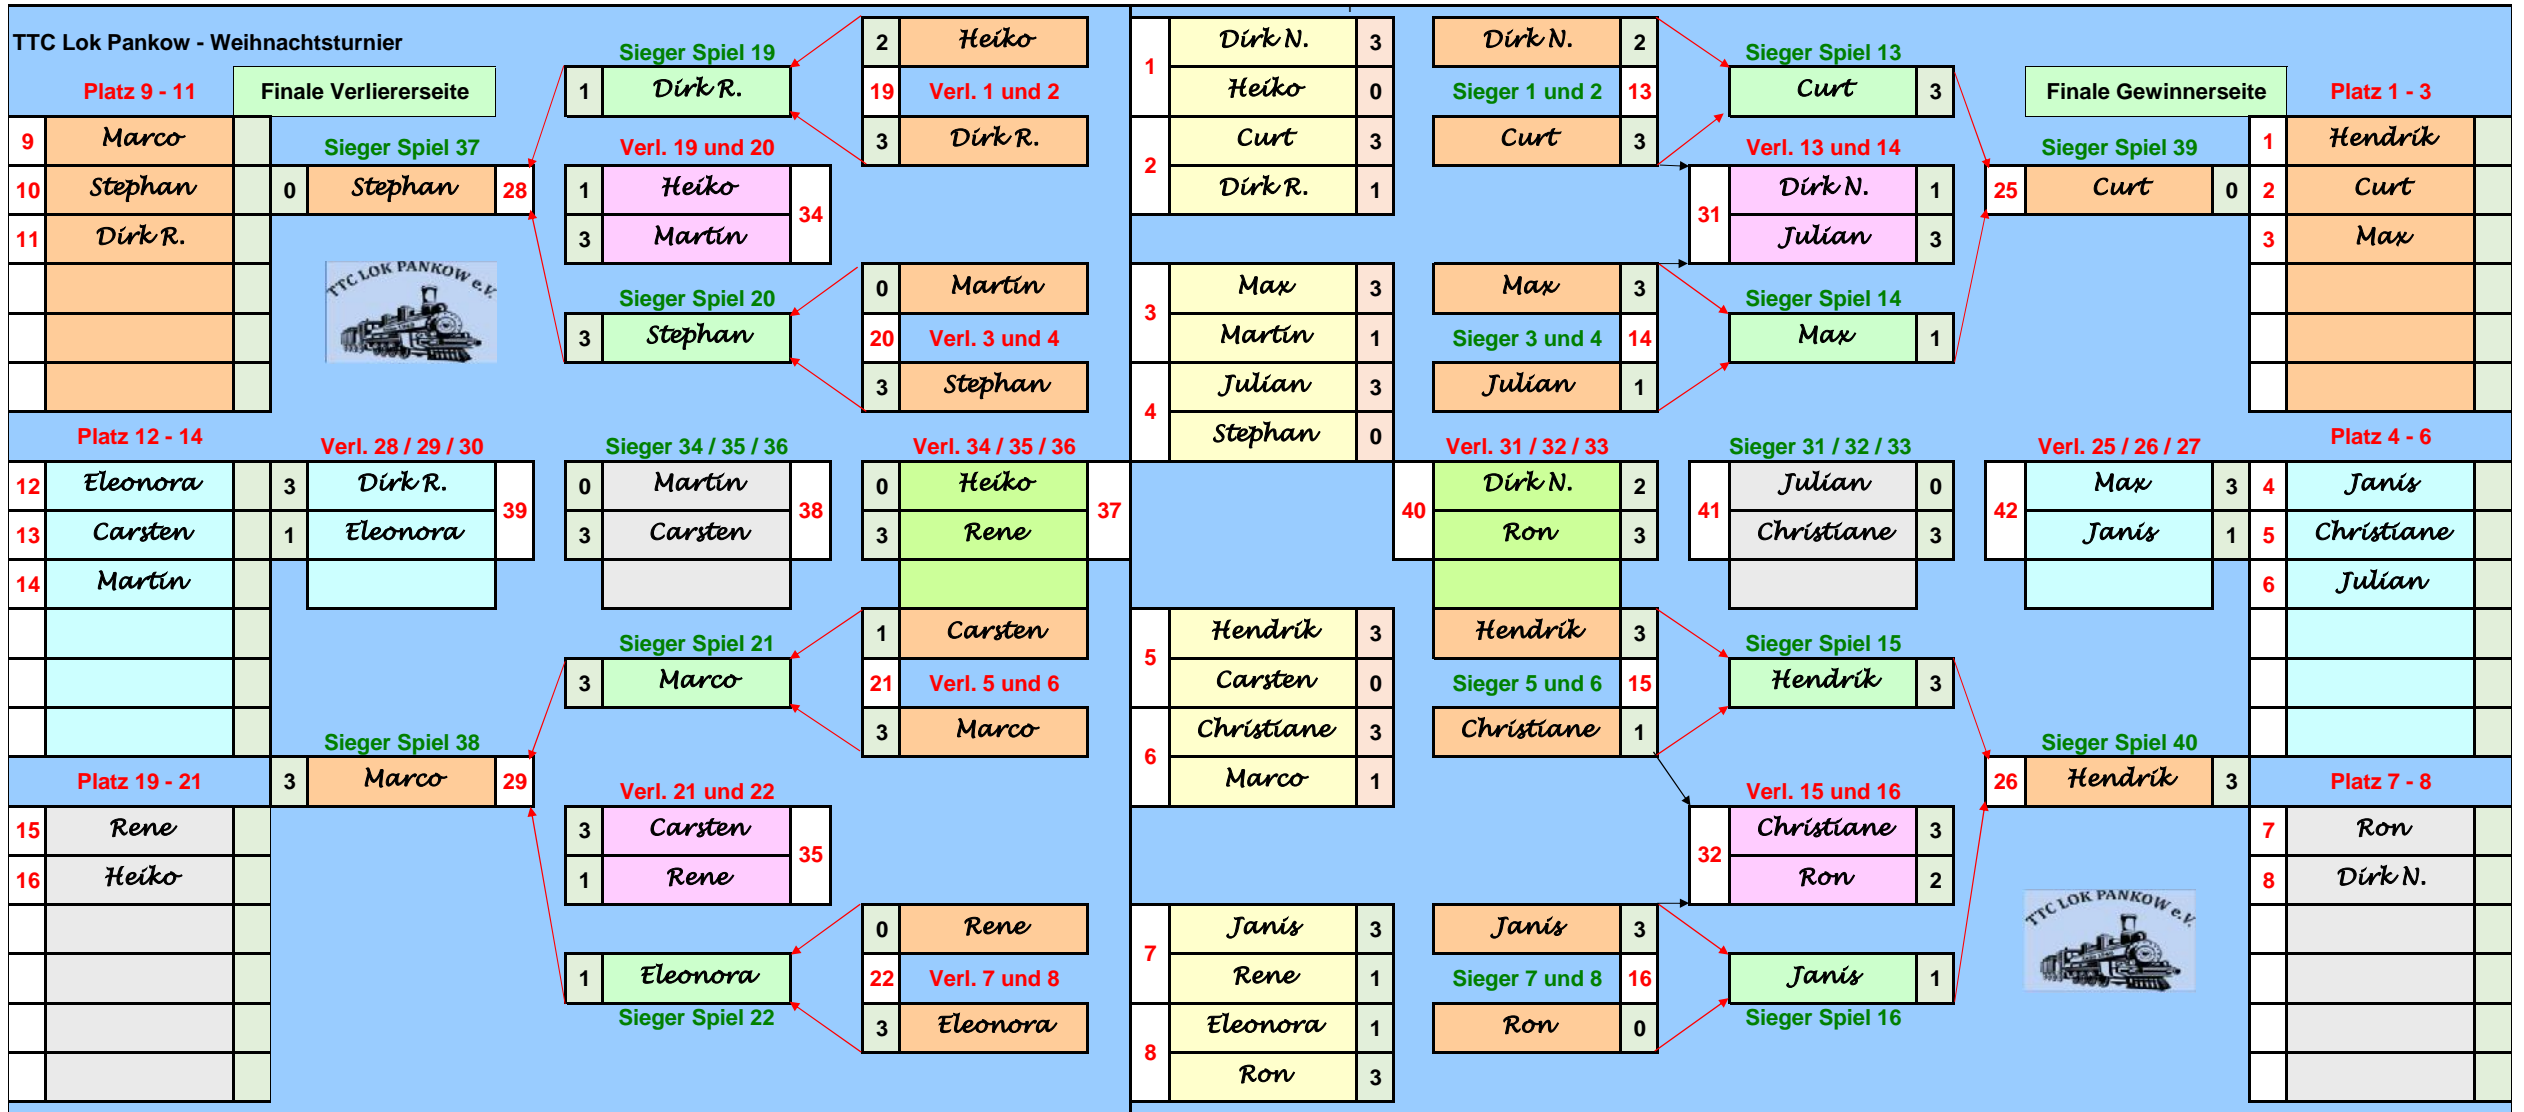 TTC Lok Pankow - Weihnachtsturnier
Platz 9 - 11
Finale Verliererseite
9 Marco
10 Stephan
11 Dirk R.
Sieger Spiel 37
0 Stephan 28
TTC LOK PANKOW e.V.
Sieger Spiel 19
1 Dirk R.
Verl. 19 und 20
1 Heiko
3 Martin
34
Sieger Spiel 20
3 Stephan
2 Heiko
19 Verl. 1 und 2
3 Dirk R.
0 Martin
20 Verl. 3 und 4
3 Stephan
1
Dirk N. 3
Heiko 0
2
Curt 3
Dirk R. 1
3
Max 3
Martin 1
4
Julian 3
Stephan 0
Dirk N. 2
Sieger 1 und 2 13
Curt 3
Max 3
Sieger 3 und 4 14
Julian 1
Sieger Spiel 13
Curt 3
Verl. 13 und 14
31
Dirk N. 1
Julian 3
Sieger Spiel 14
Max 1
Finale Gewinnerseite
Sieger Spiel 39
25 Curt 0
Platz 1 - 3
1 Hendrik
2 Curt
3 Max
Platz 12 - 14
12 Eleonora
13 Carsten
14 Martin
Verl. 28 / 29 / 30
3 Dirk R.
1 Eleonora
39
Sieger 34 / 35 / 36
0 Martin
3 Carsten
38
Verl. 34 / 35 / 36
0 Heiko
3 Rene
37
Verl. 31 / 32 / 33
40
Dirk N. 2
Ron 3
Sieger 31 / 32 / 33
41
Julian 0
Christiane 3
Verl. 25 / 26 / 27
42
Max 3
Janis 1
Platz 4 - 6
4 Janis
5 Christiane
6 Julian
Sieger Spiel 38
3 Marco 29
Sieger Spiel 21
3 Marco
Verl. 21 und 22
3 Carsten
1 Rene
35
1 Eleonora
Sieger Spiel 22
1 Carsten
21 Verl. 5 und 6
3 Marco
0 Rene
22 Verl. 7 und 8
3 Eleonora
5
Hendrik 3
Carsten 0
6
Christiane 3
Marco 1
7
Janis 3
Rene 1
8
Eleonora 1
Ron 3
Hendrik 3
Sieger 5 und 6 15
Christiane 1
Janis 3
Sieger 7 und 8 16
Ron 0
Sieger Spiel 15
Hendrik 3
Verl. 15 und 16
32
Christiane 3
Ron 2
Janis 1
Sieger Spiel 16
Sieger Spiel 40
26 Hendrik 3
TTC LOK PANKOW e.V.
Platz 19 - 21
15 Rene
16 Heiko
Platz 7 - 8
7 Ron
8 Dirk N.